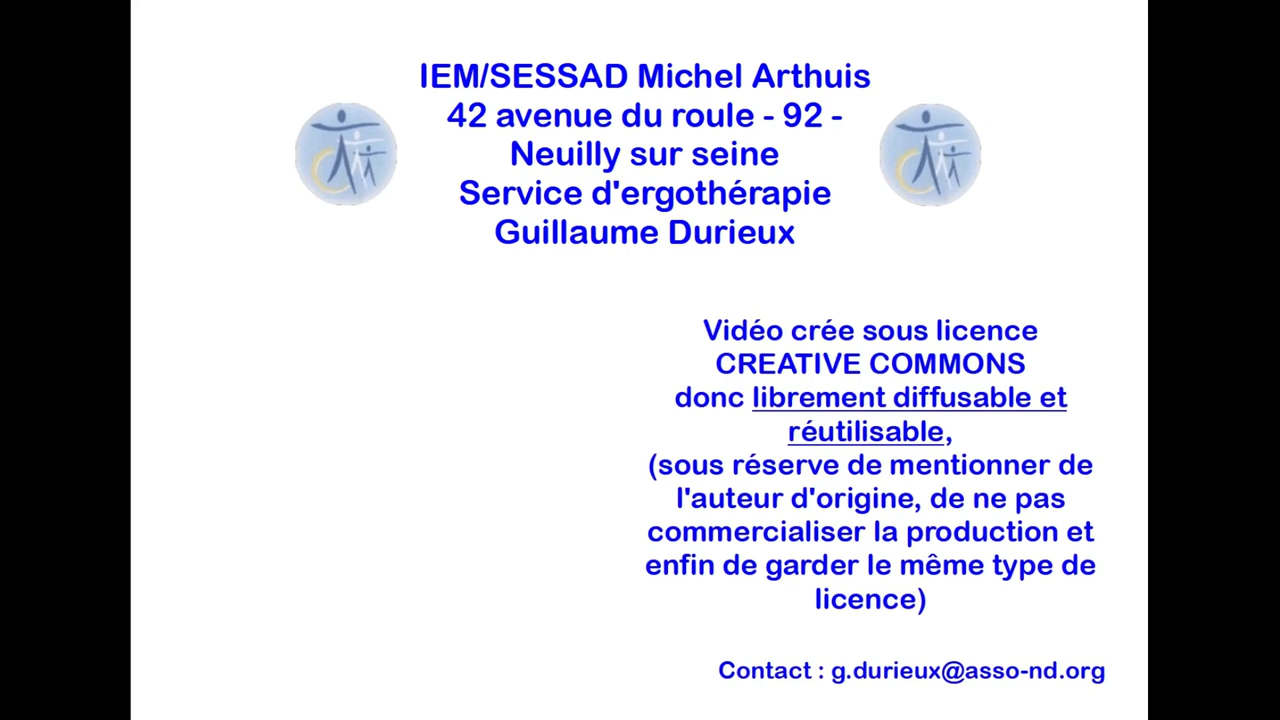 IEM/SESSAD Michel Arthuis
42 avenue du roule - 92 -
Neuilly sur seine
Service d'ergothérapie
Guillaume Durieux
Vidéo crée sous licence
CREATIVE COMMONS
donc librement diffusable et
réutilisable,
(sous réserve de mentionner de
l'auteur d'origine, de ne pas
commercialiser la production et
enfin de garder le même type de
licence)
Contact : g.durieux@asso-nd.org